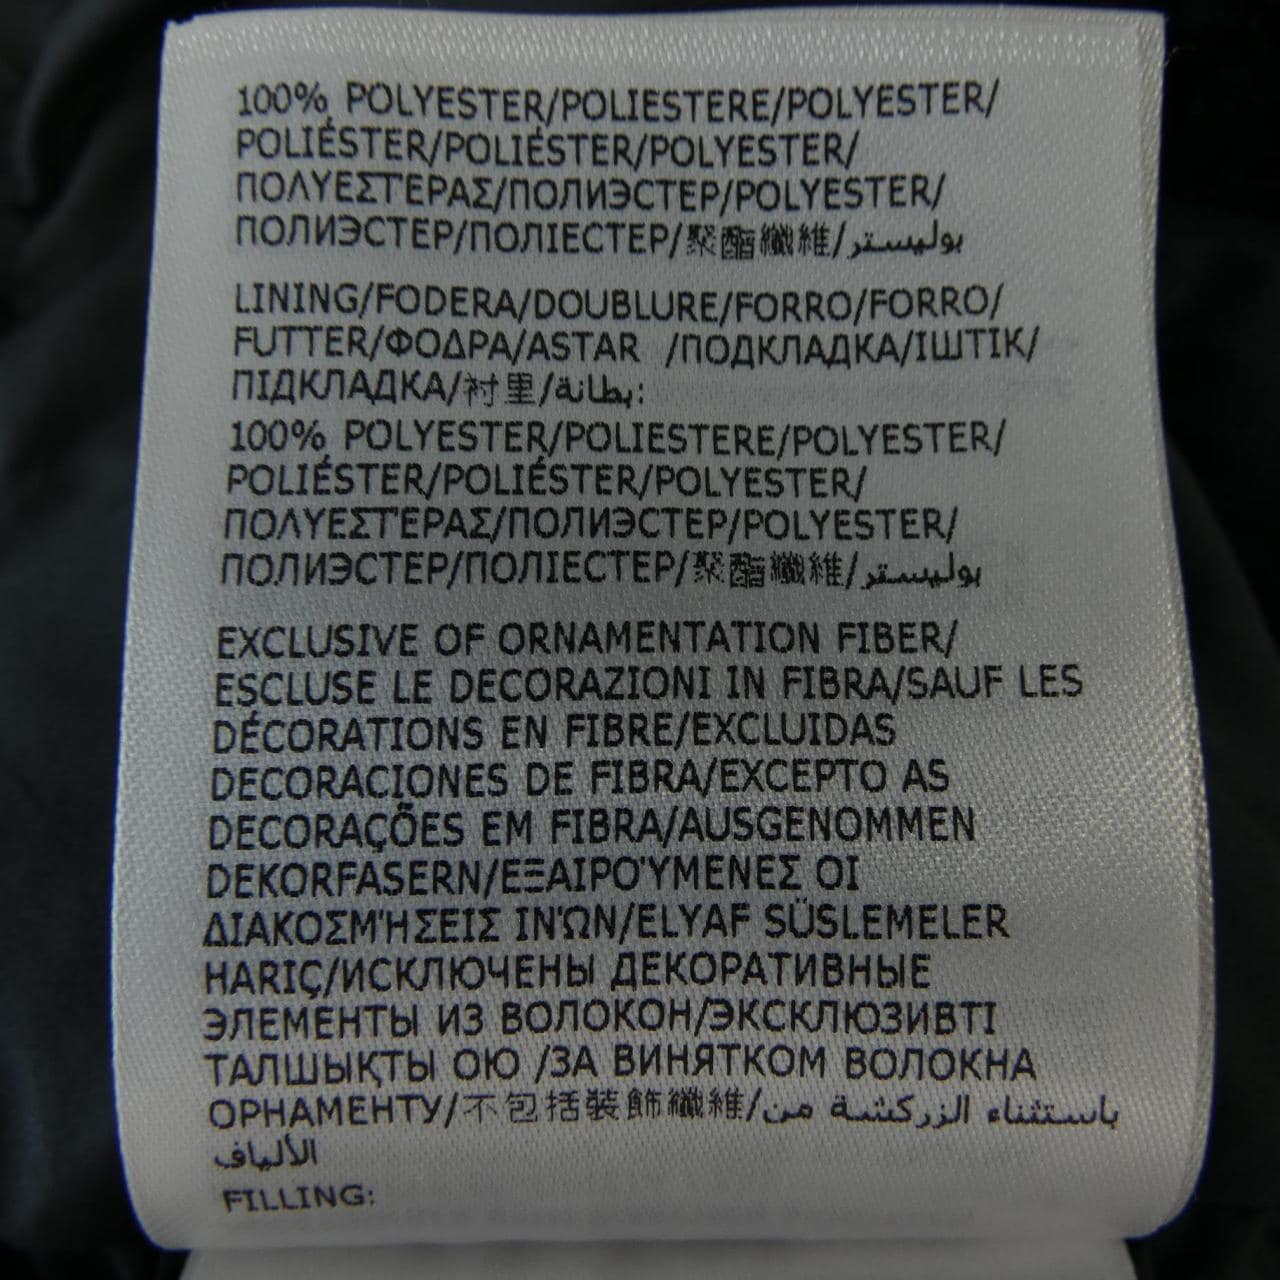 100% POLYESTER/POLIESTERE/POLYESTER/
POLIÉSTER/POLIÉSTER/POLYESTER/
ΠΟΛΥΕΣΤΈΡΑΣ/ПОЛИЭСТЕР/POLYESTER/
ПОЛИЭСТЕР/ПОЛІЕСТЕР/聚酯纖維/بوليستر
LINING/FODERA/DOUBLURE/FORRO/FORRO/
FUTTER/ΦΟΔΡΑ/ASTAR /ПОДКЛАДКА/ІШТІК/
ПІДКЛАДКА/衬里/بطانة:
100% POLYESTER/POLIESTERE/POLYESTER/
POLIÉSTER/POLIÉSTER/POLYESTER/
ΠΟΛΥΕΣΤΈΡΑΣ/ПОЛИЭСТЕР/POLYESTER/
ПОЛИЭСТЕР/ПОЛІЕСТЕР/聚酯纖維/بوليستر
EXCLUSIVE OF ORNAMENTATION FIBER/
ESCLUSE LE DECORAZIONI IN FIBRA/SAUF LES
DÉCORATIONS EN FIBRE/EXCLUIDAS
DECORACIONES DE FIBRA/EXCEPTO AS
DECORAÇÕES EM FIBRA/AUSGENOMMEN
DEKORFASERN/ΕΞΑΙΡΟΎΜΕΝΕΣ ΟΙ
ΔΙΑΚΟΣΜΉΣΕΙΣ ΙΝΏΝ/ELYAF SÜSLEMELER
HARIÇ/ИСКЛЮЧЕНЫ ДЕКОРАТИВНЫЕ
ЭЛЕМЕНТЫ ИЗ ВОЛОКОН/ЭКСКЛЮЗИВТІ
ТАЛШЫҚТЫ ОЮ /ЗА ВИНЯТКОМ ВОЛОКНА
ОРНАМЕНТУ/不包括裝飾纖維/باستثناء الزركشة من
الألياف
FILLING: